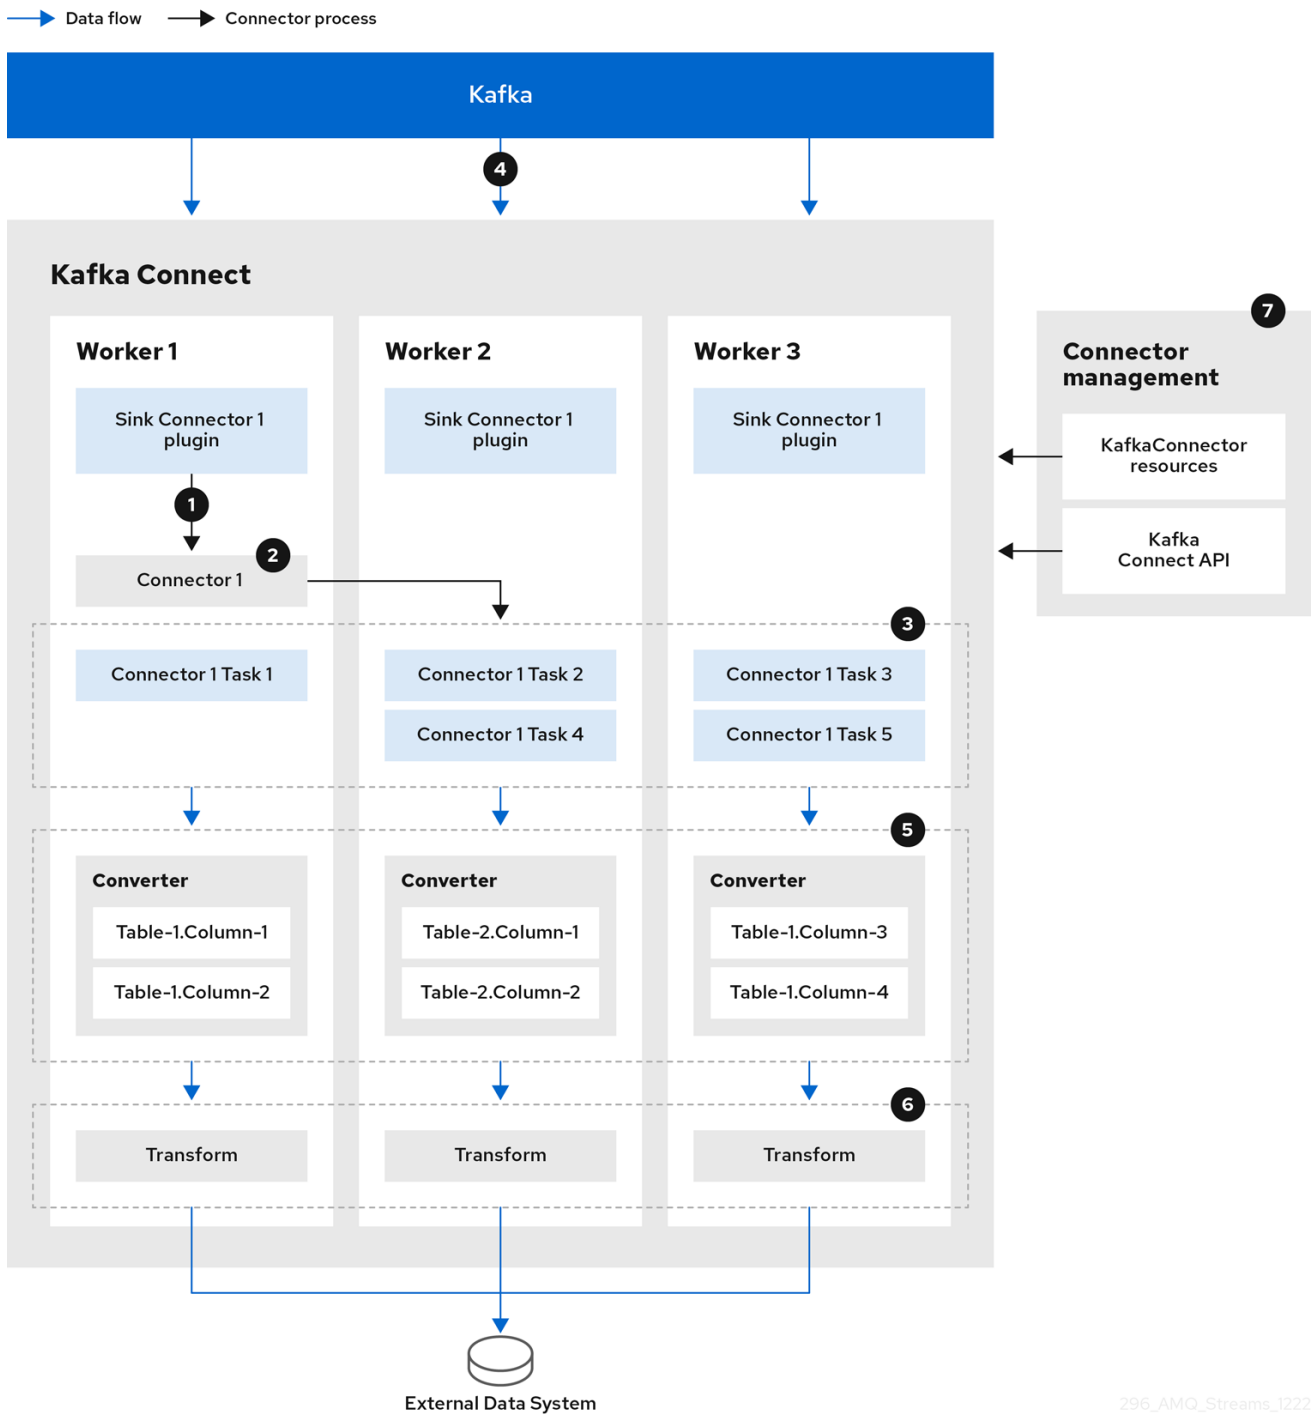 Data flow
Connector process
Kafka
4
Kafka Connect
7
Worker 1
Worker 2
Worker 3
Connector
management
Sink Connector 1
plugin
Sink Connector 1
plugin
Sink Connector 1
plugin
KafkaConnector
resources
1
Kafka
Connect API
2
Connector 1
3
Connector 1 Task 1
Connector 1 Task 2
Connector 1 Task 3
Connector 1 Task 4
Connector 1 Task 5
5
Converter
Converter
Converter
Table-1.Column-1
Table-2.Column-1
Table-1.Column-3
Table-1.Column-2
Table-2.Column-2
Table-1.Column-4
6
Transform
Transform
Transform
External Data System
296_AMQ_Streams_1222